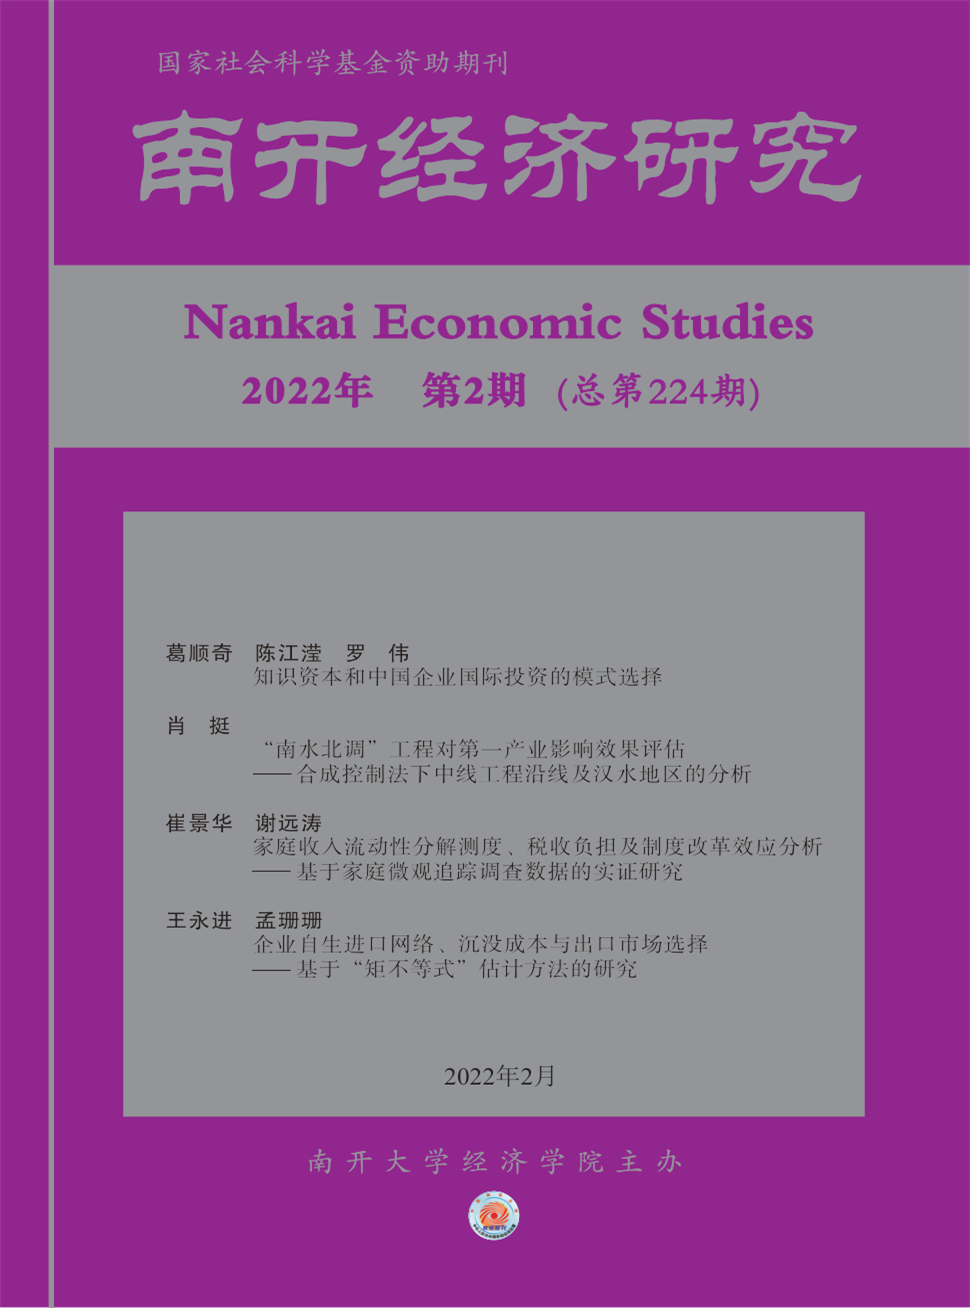 国家社会科学基金资助期刊
南开经济研究
Nankai Economic Studies
2022年 第2期 (总第224期)
葛顺奇 陈江滢 罗 伟
知识资本和中国企业国际投资的模式选择
肖 挺
“南水北调”工程对第一产业影响效果评估
——合成控制法下中线工程沿线及汉水地区的分析
崔景华 谢远涛
家庭收入流动性分解测度、税收负担及制度改革效应分析
——基于家庭微观追踪调查数据的实证研究
王永进 孟珊珊
企业自生进口网络、沉没成本与出口市场选择
——基于“矩不等式”估计方法的研究
2022年2月
南开大学经济学院主办